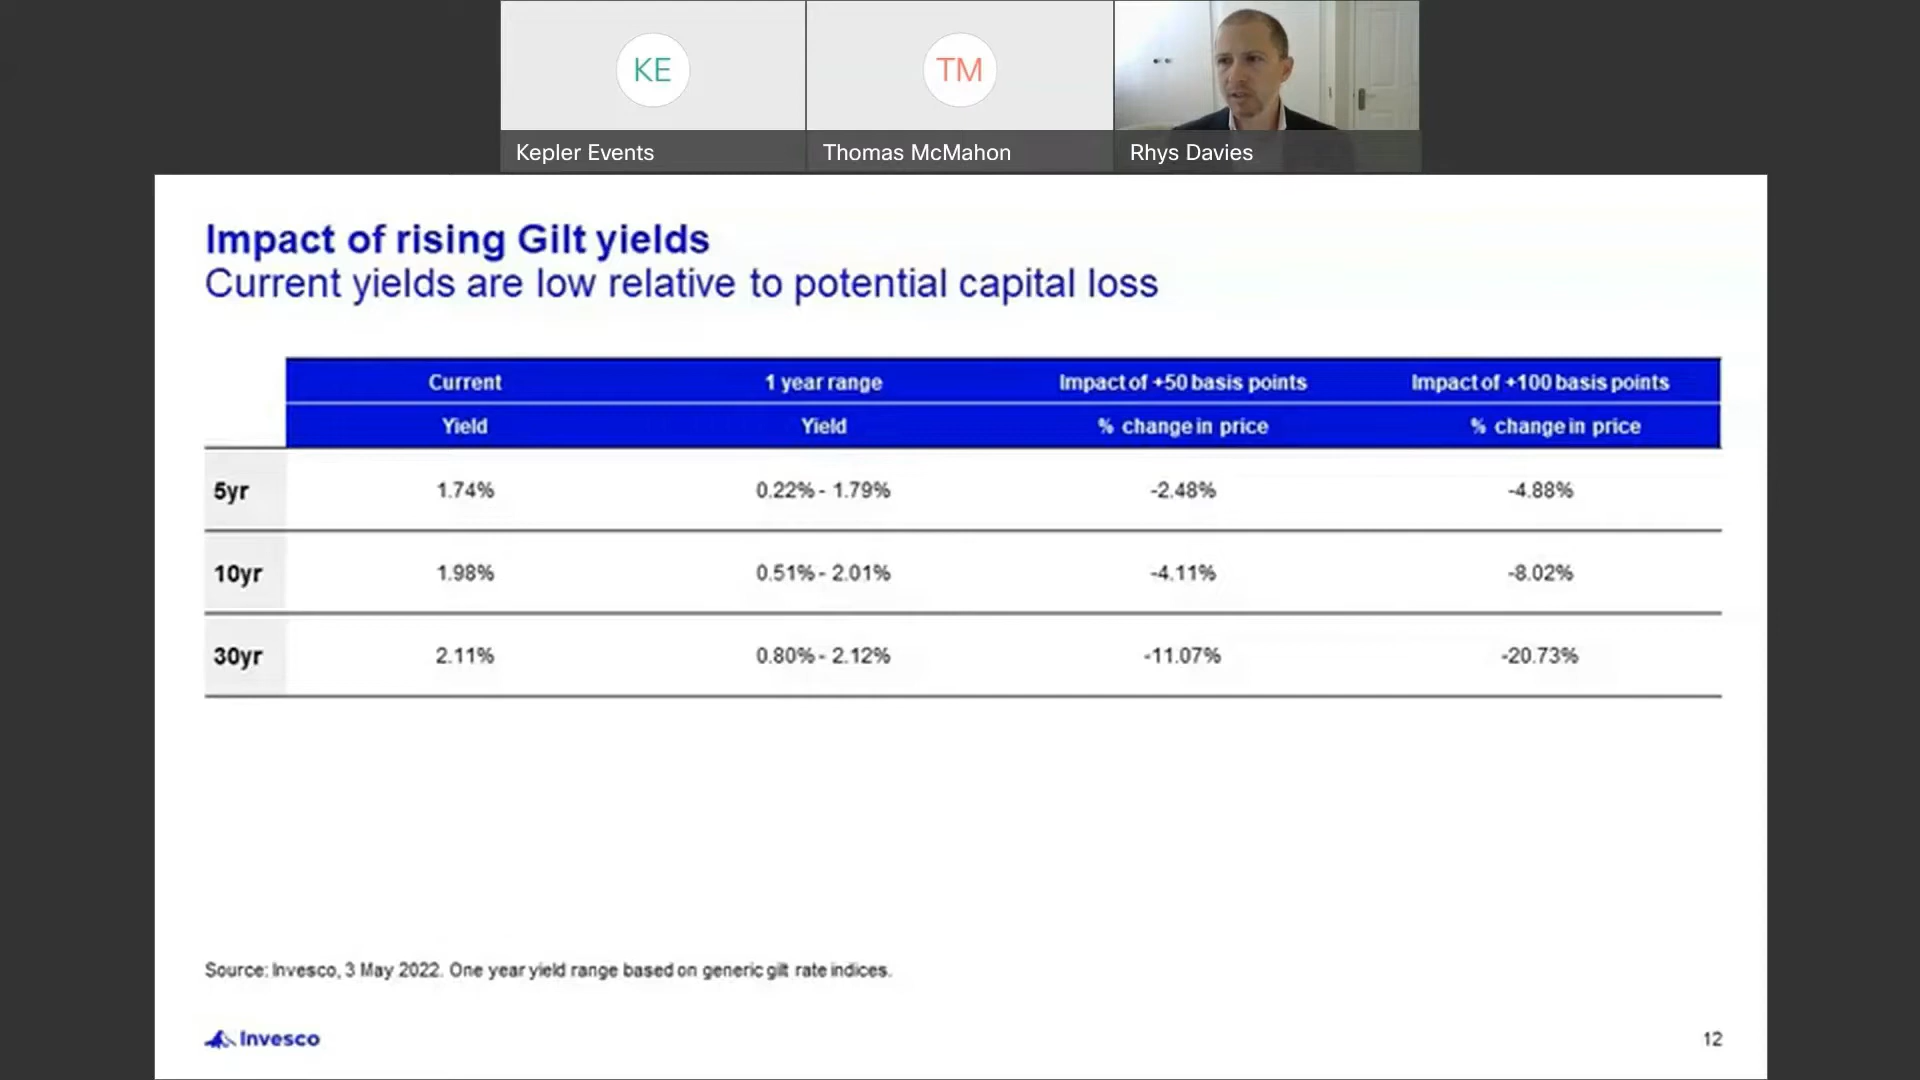 KE
TM
Kepler Events
Thomas McMahon
Rhys Davies
Impact of rising Gilt yields
Current yields are low relative to potential capital loss
Current 1 year range Impact of +50 basis points Impact of +100 basis points
Yield Yield % change in price % change in price
5yr 1.74% 0.22% - 1.79% -2.48% -4.88%
10yr 1.98% 0.51% - 2.01% -4.11% -8.02%
30yr 2.11% 0.80% - 2.12% -11.07% -20.73%
Source: Invesco, 3 May 2022. One year yield range based on generic gilt rate indices.
Invesco
12